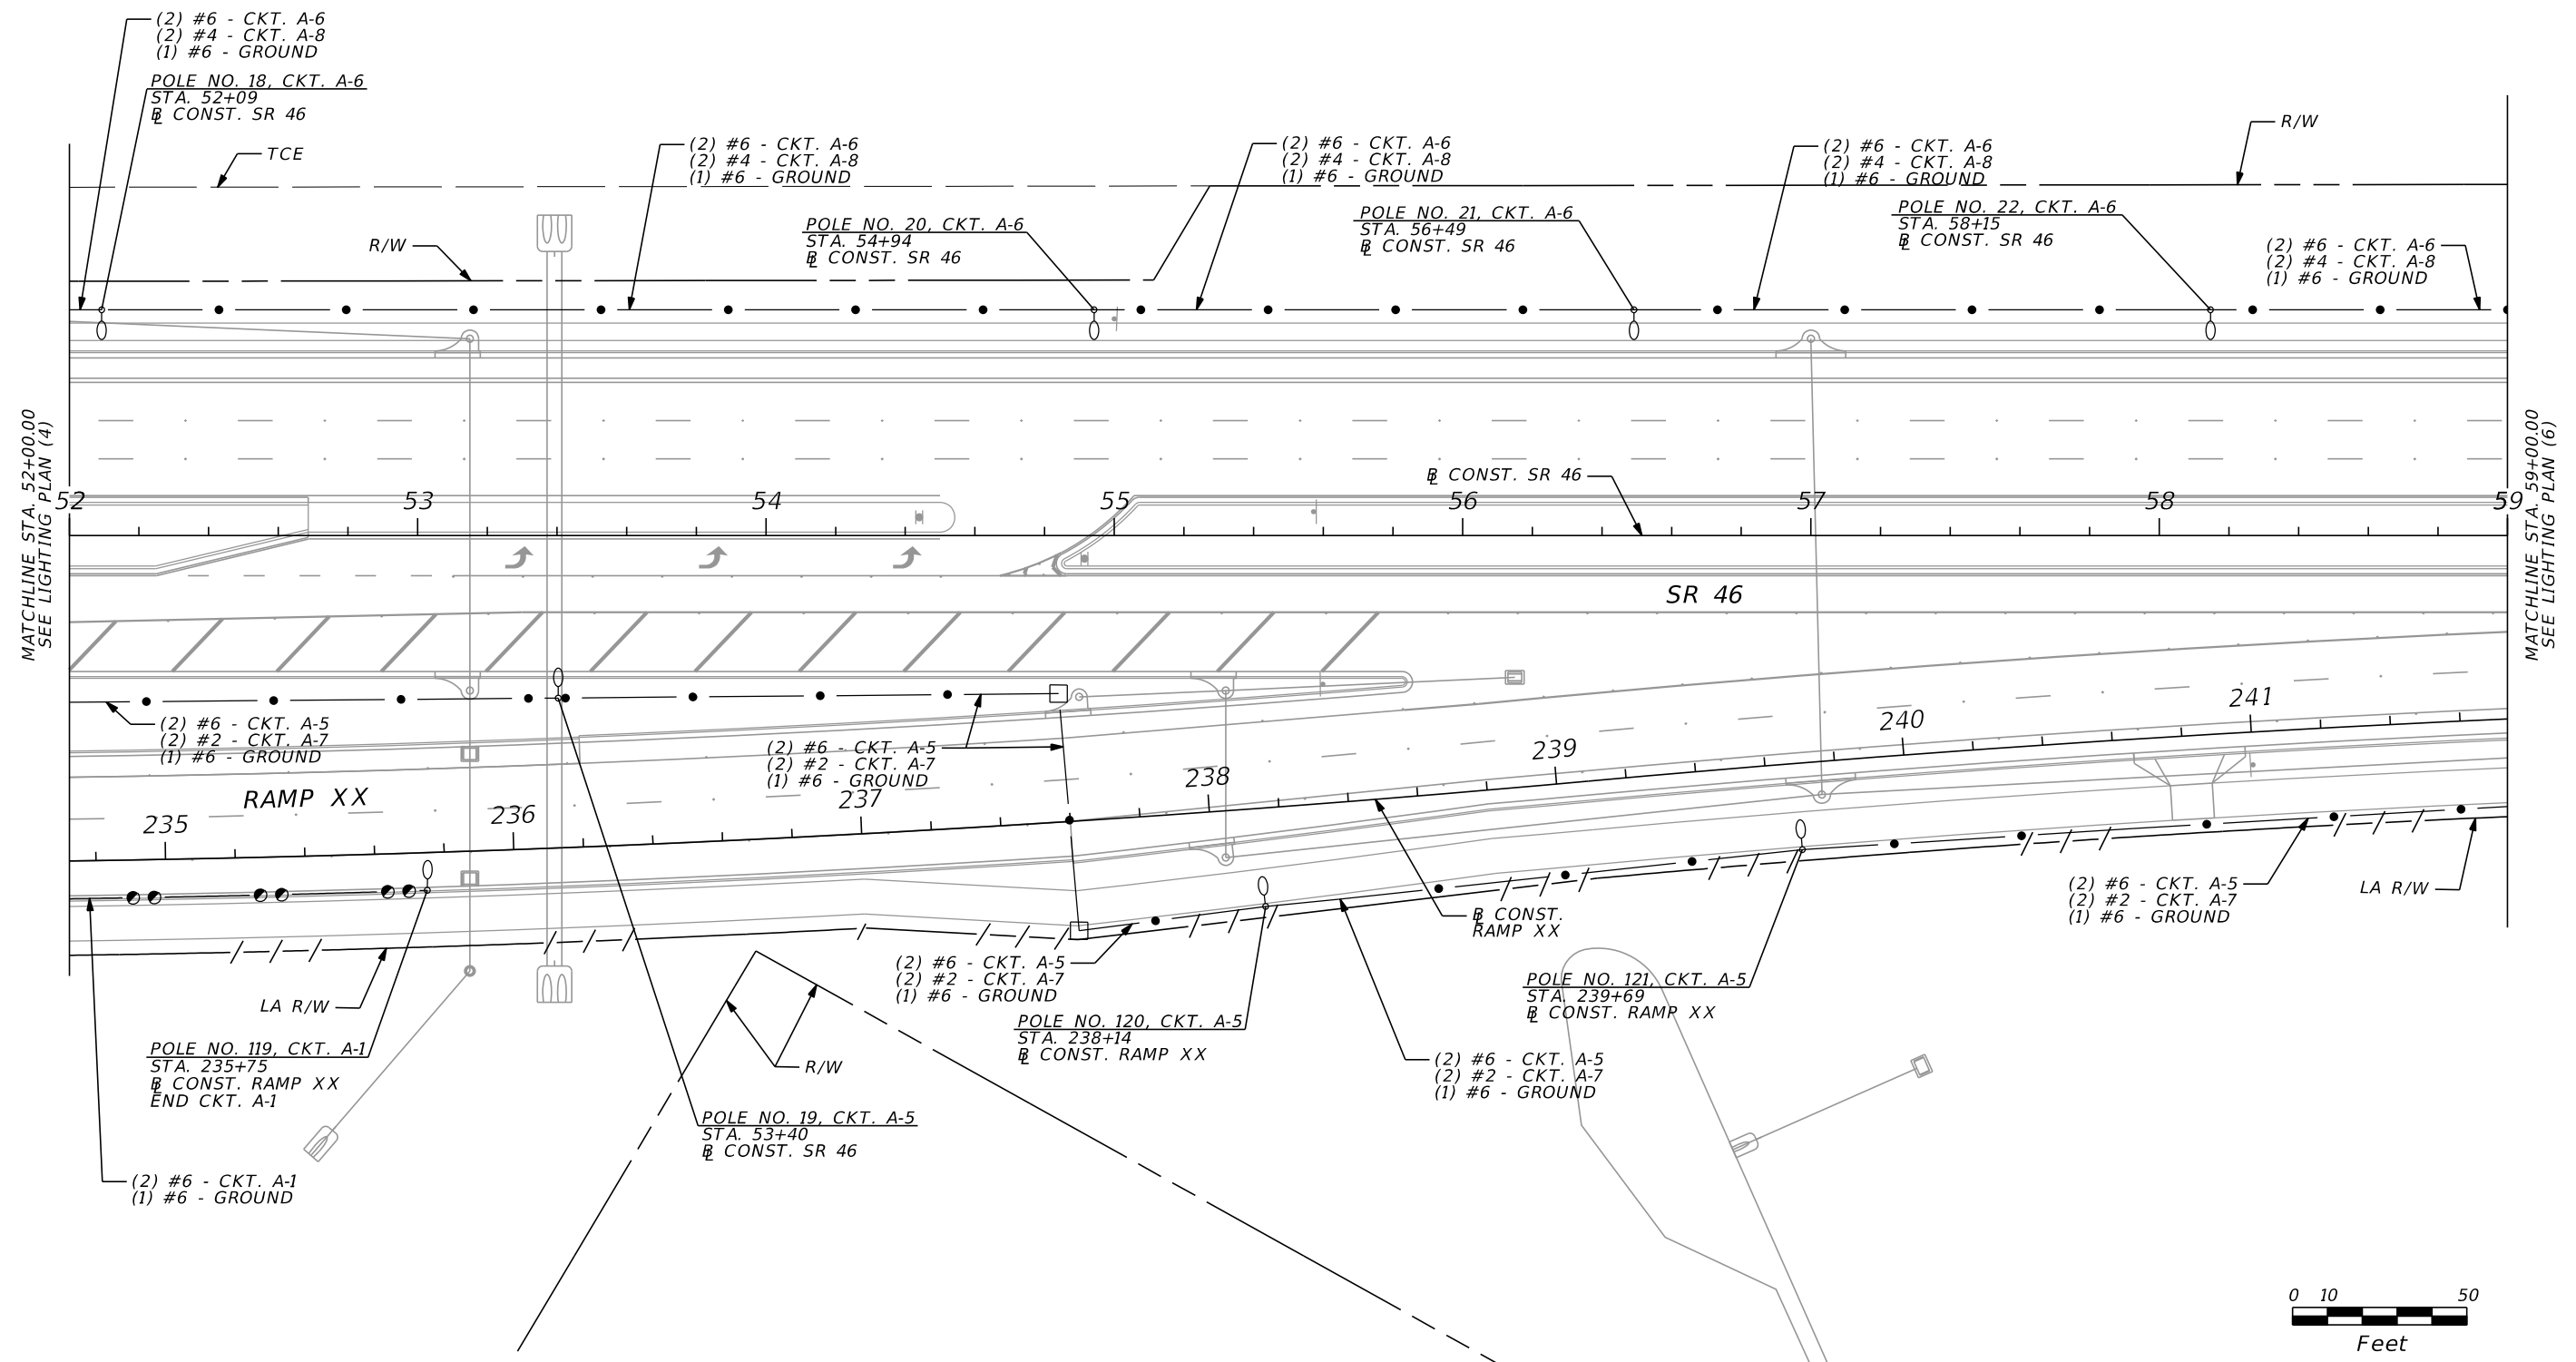 (2) #6 - CKT. A-6
(2) #4 - CKT. A-8
(1) #6 - GROUND
POLE NO. 18, CKT. A-6
STA. 52+09
BL CONST. SR 46
TCE
R/W
(2) #6 - CKT. A-6
(2) #4 - CKT. A-8
(1) #6 - GROUND
POLE NO. 20, CKT. A-6
STA. 54+94
BL CONST. SR 46
(2) #6 - CKT. A-6
(2) #4 - CKT. A-8
(1) #6 - GROUND
POLE NO. 21, CKT. A-6
STA. 56+49
BL CONST. SR 46
(2) #6 - CKT. A-6
(2) #4 - CKT. A-8
(1) #6 - GROUND
POLE NO. 22, CKT. A-6
STA. 58+15
BL CONST. SR 46
R/W
(2) #6 - CKT. A-6
(2) #4 - CKT. A-8
(1) #6 - GROUND
MATCHLINE STA. 52+00.00
SEE LIGHTING PLAN (4)
MATCHLINE STA. 59+00.00
SEE LIGHTING PLAN (6)
BL CONST. SR 46
52
53
54
55
56
57
58
59
SR 46
(2) #6 - CKT. A-5
(2) #2 - CKT. A-7
(1) #6 - GROUND
(2) #6 - CKT. A-5
(2) #2 - CKT. A-7
(1) #6 - GROUND
RAMP XX
235
236
237
238
239
240
241
BL CONST.
RAMP XX
(2) #6 - CKT. A-5
(2) #2 - CKT. A-7
(1) #6 - GROUND
LA R/W
LA R/W
(2) #6 - CKT. A-5
(2) #2 - CKT. A-7
(1) #6 - GROUND
POLE NO. 121, CKT. A-5
STA. 239+69
BL CONST. RAMP XX
POLE NO. 120, CKT. A-5
STA. 238+14
BL CONST. RAMP XX
POLE NO. 119, CKT. A-1
STA. 235+75
BL CONST. RAMP XX
END CKT. A-1
R/W
(2) #6 - CKT. A-5
(2) #2 - CKT. A-7
(1) #6 - GROUND
POLE NO. 19, CKT. A-5
STA. 53+40
BL CONST. SR 46
(2) #6 - CKT. A-1
(1) #6 - GROUND
0 10 50
Feet